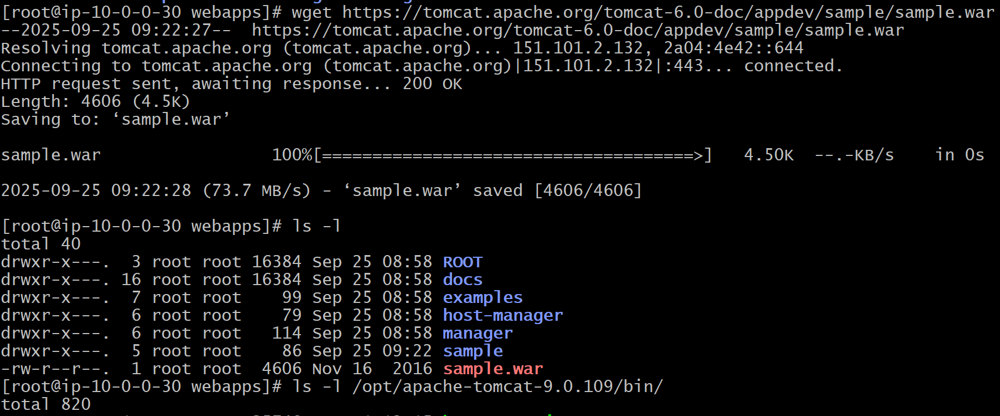 [root@ip-10-0-0-30 webapps]# wget https://tomcat.apache.org/tomcat-6.0-doc/appdev/sample/sample.war
--2025-09-25 09:22:27--  https://tomcat.apache.org/tomcat-6.0-doc/appdev/sample/sample.war
Resolving tomcat.apache.org (tomcat.apache.org)... 151.101.2.132, 2a04:4e42::644
Connecting to tomcat.apache.org (tomcat.apache.org)|151.101.2.132|:443... connected.
HTTP request sent, awaiting response... 200 OK
Length: 4606 (4.5K)
Saving to: ‘sample.war’
sample.war                 100%[=====================================>]   4.50K  --.-KB/s    in 0s
2025-09-25 09:22:28 (73.7 MB/s) - ‘sample.war’ saved [4606/4606]
[root@ip-10-0-0-30 webapps]# ls -l
total 40
drwxr-x---.  3 root root 16384 Sep 25 08:58 ROOT
drwxr-x---. 16 root root 16384 Sep 25 08:58 docs
drwxr-x---.  7 root root    99 Sep 25 08:58 examples
drwxr-x---.  6 root root    79 Sep 25 08:58 host-manager
drwxr-x---.  6 root root   114 Sep 25 08:58 manager
drwxr-x---.  5 root root    86 Sep 25 09:22 sample
-rw-r--r--.  1 root root  4606 Nov 16  2016 sample.war
[root@ip-10-0-0-30 webapps]# ls -l /opt/apache-tomcat-9.0.109/bin/
total 820